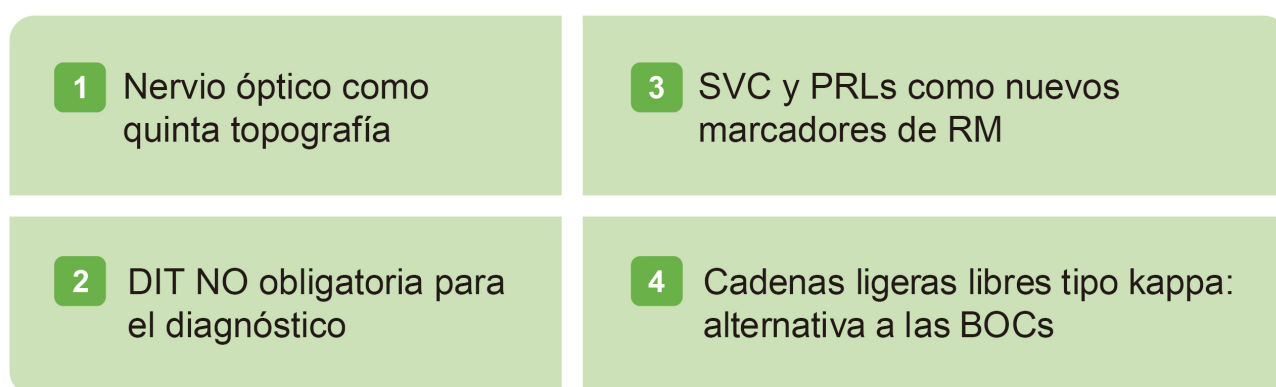 1 Nervio óptico como
quinta topografía
2 DIT NO obligatoria para
el diagnóstico
3 SVC y PRLs como nuevos
marcadores de RM
4 Cadenas ligeras libres tipo kappa:
alternativa a las BOCs